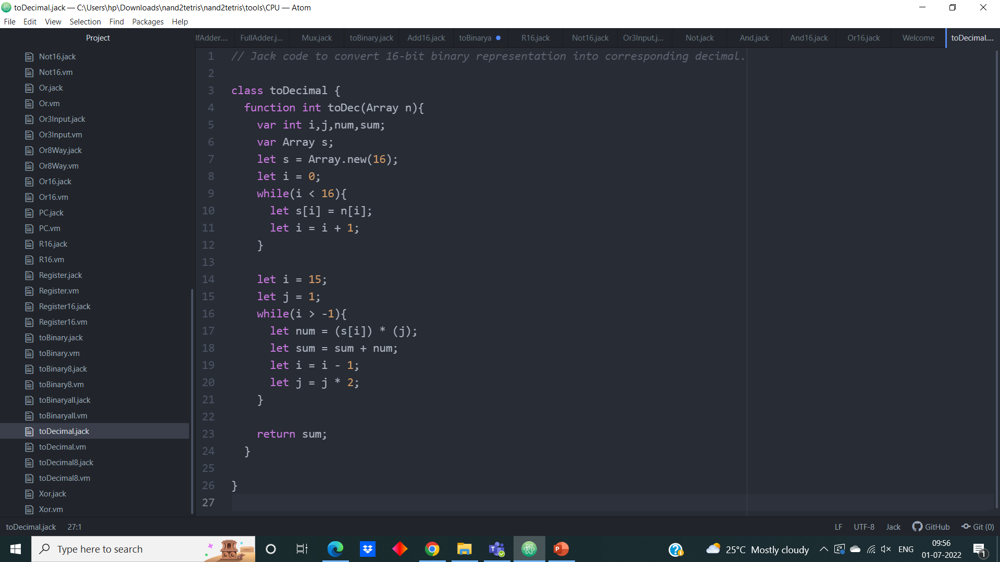 toDecimal.jack — C:\Users\hp\Downloads\nand2tetris\nand2tetris\tools\CPU — Atom
File Edit View Selection Find Packages Help
Project
lfAdder.... FullAdder.j... Mux.jack toBinary.jack Add16.jack toBinarya R16.jack Not16.jack Or3Input.j... Not.jack And.jack And16.jack Or16.jack Welcome toDecimal....
Not16.jack
Not16.vm
Or.jack
Or.vm
Or3Input.jack
Or3Input.vm
Or8Way.jack
Or8Way.vm
Or16.jack
Or16.vm
PC.jack
PC.vm
R16.jack
R16.vm
Register.jack
Register.vm
Register16.jack
Register16.vm
toBinary.jack
toBinary.vm
toBinary8.jack
toBinary8.vm
toBinaryall.jack
toBinaryall.vm
toDecimal.jack
toDecimal.vm
toDecimal8.jack
toDecimal8.vm
Xor.jack
Xor.vm
1 // Jack code to convert 16-bit binary representation into corresponding decimal.
2
3 class toDecimal {
4 function int toDec(Array n){
5 var int i,j,num,sum;
6 var Array s;
7 let s = Array.new(16);
8 let i = 0;
9 while(i < 16){
10 let s[i] = n[i];
11 let i = i + 1;
12 }
13
14 let i = 15;
15 let j = 1;
16 while(i > -1){
17 let num = (s[i]) * (j);
18 let sum = sum + num;
19 let i = i - 1;
20 let j = j * 2;
21 }
22
23 return sum;
24 }
25
26 }
27
toDecimal.jack 27:1 LF UTF-8 Jack GitHub Git (0)
Type here to search 25°C Mostly cloudy ENG 09:56
01-07-2022 1